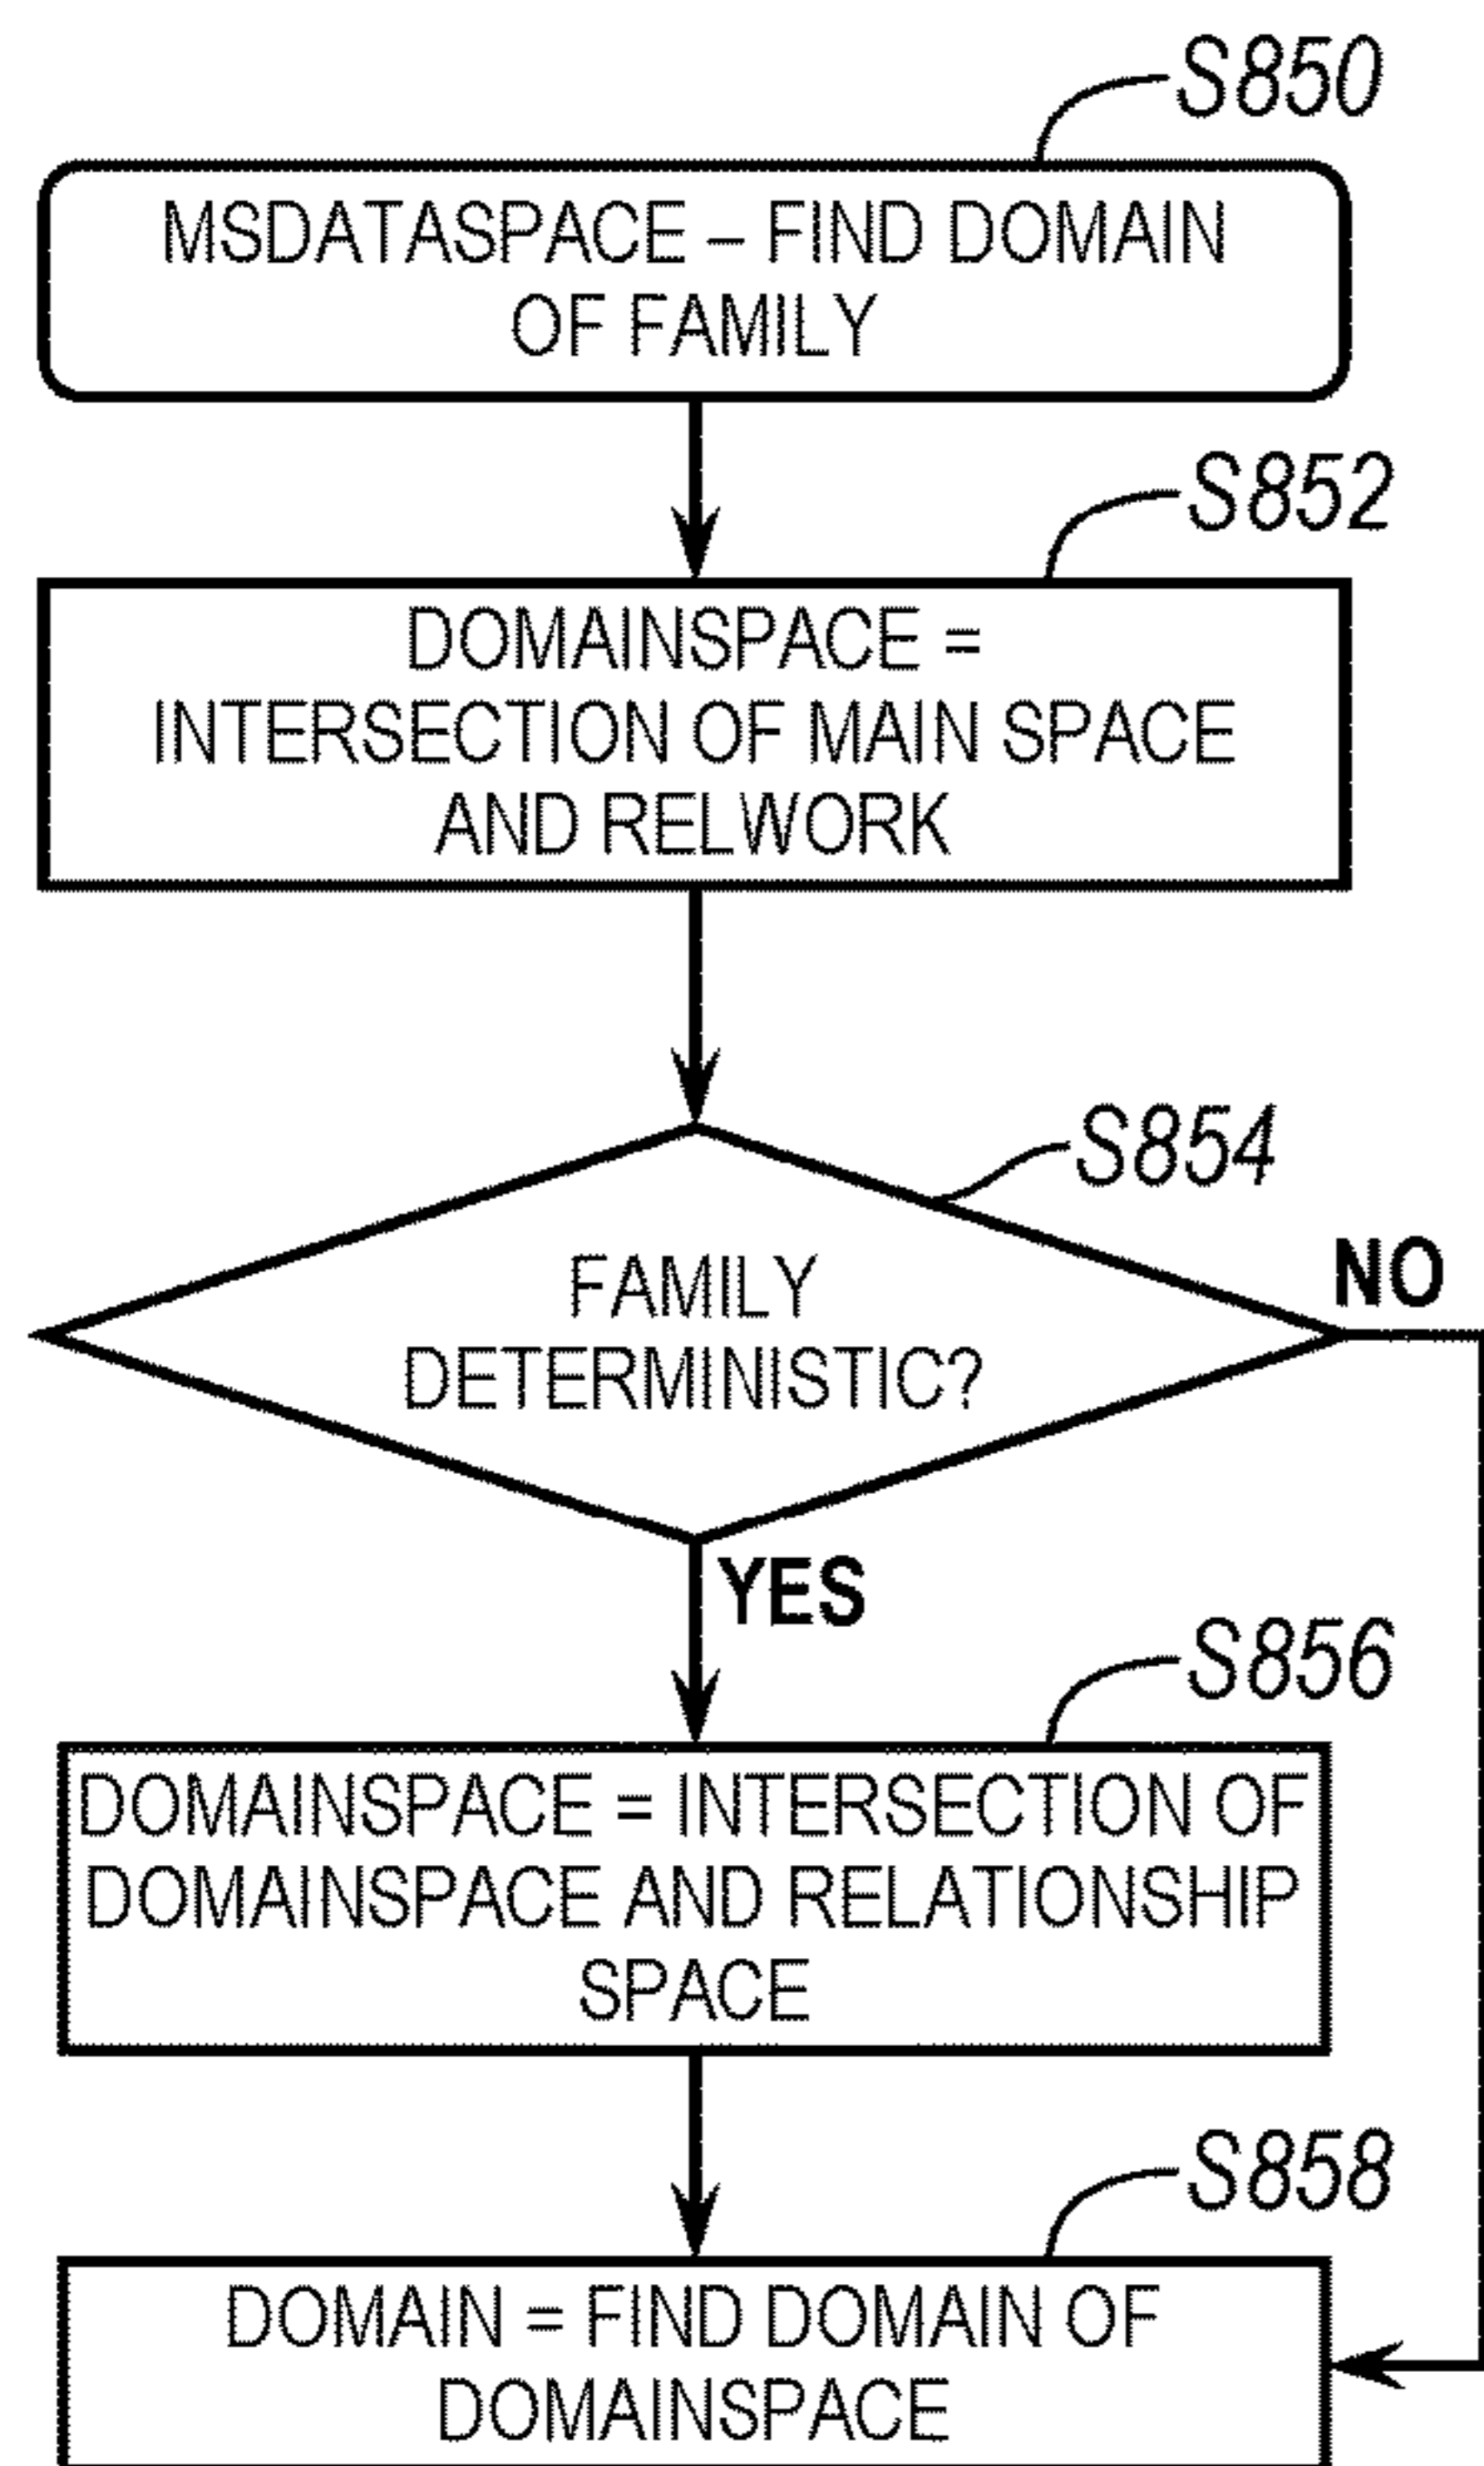 S850
MSDATASPACE – FIND DOMAIN
OF FAMILY
S852
DOMAINSPACE =
INTERSECTION OF MAIN SPACE
AND RELWORK
S854
FAMILY
DETERMINISTIC?
NO
YES
S856
DOMAINSPACE = INTERSECTION OF
DOMAINSPACE AND RELATIONSHIP
SPACE
S858
DOMAIN = FIND DOMAIN OF
DOMAINSPACE